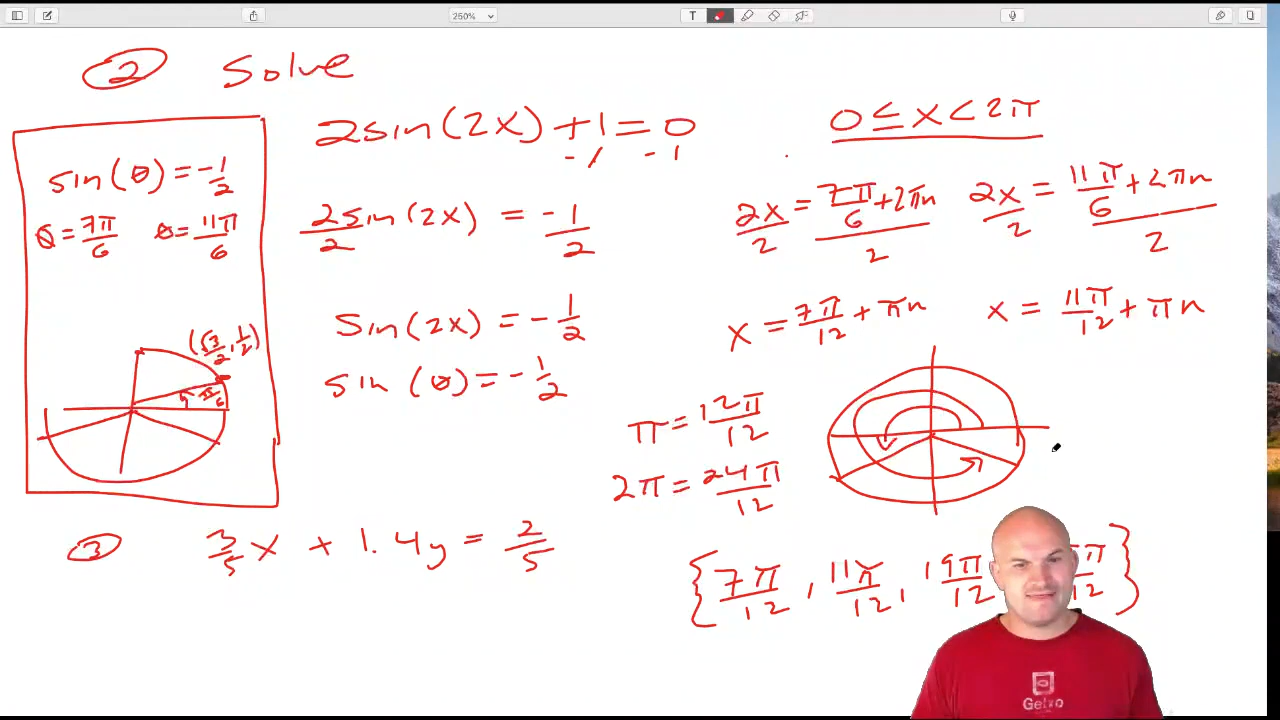 250%
T
② Solve
2sin(2x) + 1 = 0
-1 -1
0 ≤ x < 2π
sin(θ) = -1/2
θ = 7π/6 θ = 11π/6
(√3/2, 1/2)
π/6
2sin(2x)/2 = -1/2
sin(2x) = -1/2
sin(θ) = -1/2
2x/2 = (7π/6 + 2πn)/2
2x/2 = (11π/6 + 2πn)/2
x = 7π/12 + πn
x = 11π/12 + πn
π = 12π/12
2π = 24π/12
{7π/12, 11π/12, 19π/12
π/12}
③ 3/5 x + 1.4y = 2/5